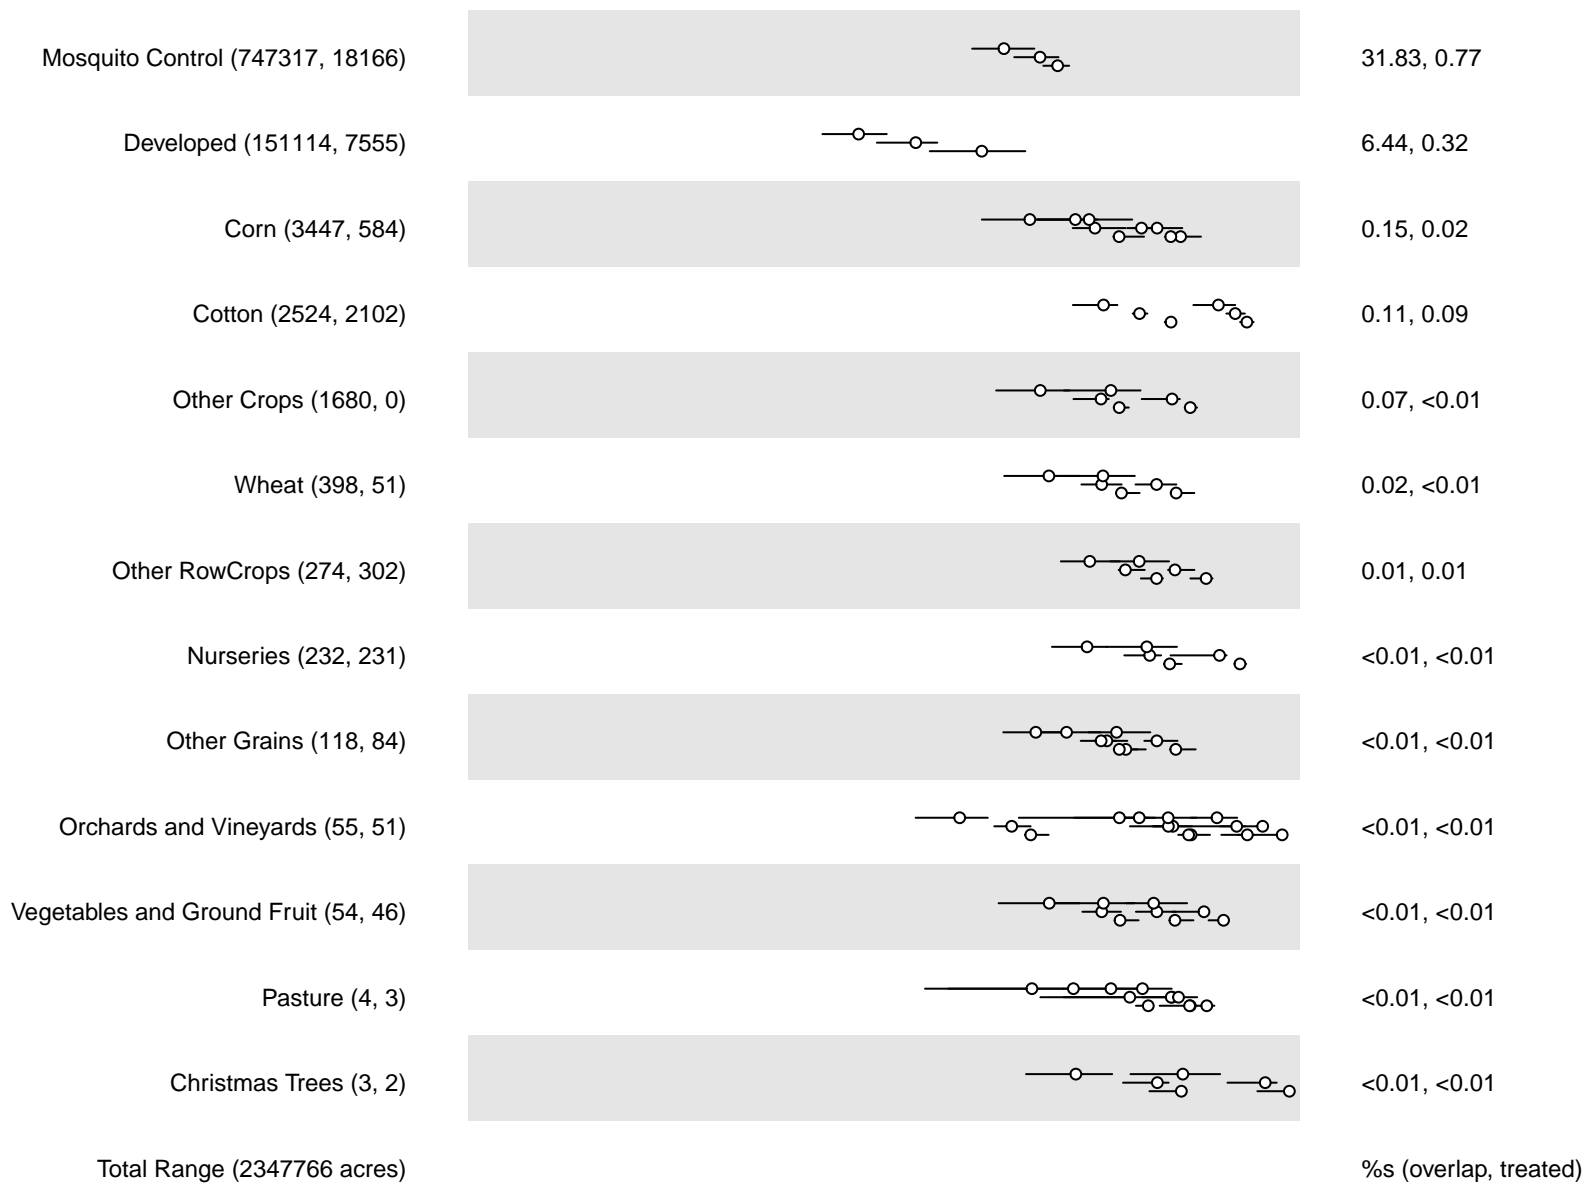 Mosquito Control (747317, 18166) 31.83, 0.77
Developed (151114, 7555) 6.44, 0.32
Corn (3447, 584) 0.15, 0.02
Cotton (2524, 2102) 0.11, 0.09
Other Crops (1680, 0) 0.07, <0.01
Wheat (398, 51) 0.02, <0.01
Other RowCrops (274, 302) 0.01, 0.01
Nurseries (232, 231) <0.01, <0.01
Other Grains (118, 84) <0.01, <0.01
Orchards and Vineyards (55, 51) <0.01, <0.01
Vegetables and Ground Fruit (54, 46) <0.01, <0.01
Pasture (4, 3) <0.01, <0.01
Christmas Trees (3, 2) <0.01, <0.01
Total Range (2347766 acres) %s (overlap, treated)